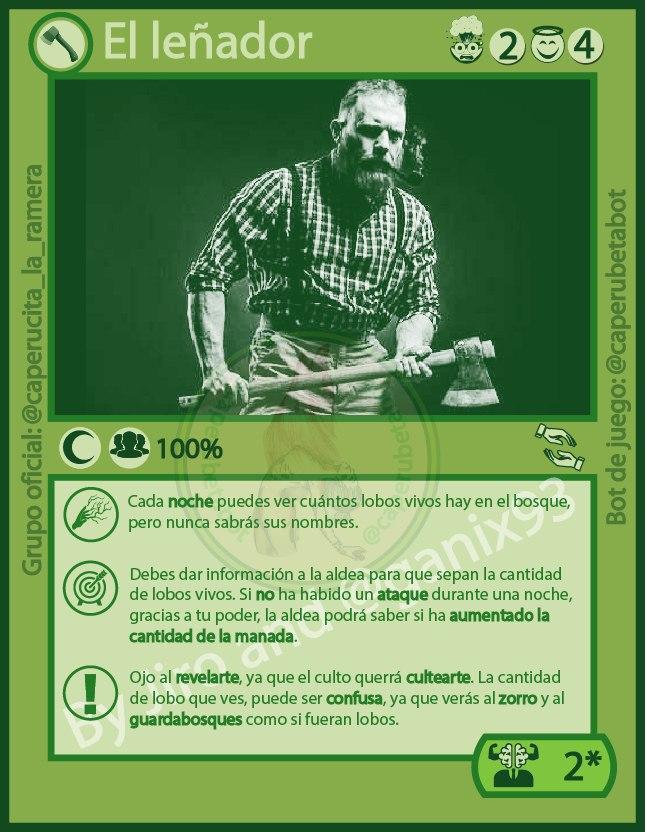 El leñador
2
4
Grupo oficial: @caperucita_la_ramera
Bot de juego: @caperubetabot
100%
Cada noche puedes ver cuántos lobos vivos hay en el bosque,
pero nunca sabrás sus nombres.
Debes dar información a la aldea para que sepan la cantidad
de lobos vivos. Si no ha habido un ataque durante una noche,
gracias a tu poder, la aldea podrá saber si ha aumentado la
cantidad de la manada.
Ojo al revelarte, ya que el culto querrá cultearte. La cantidad
de lobo que ves, puede ser confusa, ya que verás al zorro y al
guardabosques como si fueran lobos.
By Jiro and @ganix93
2*